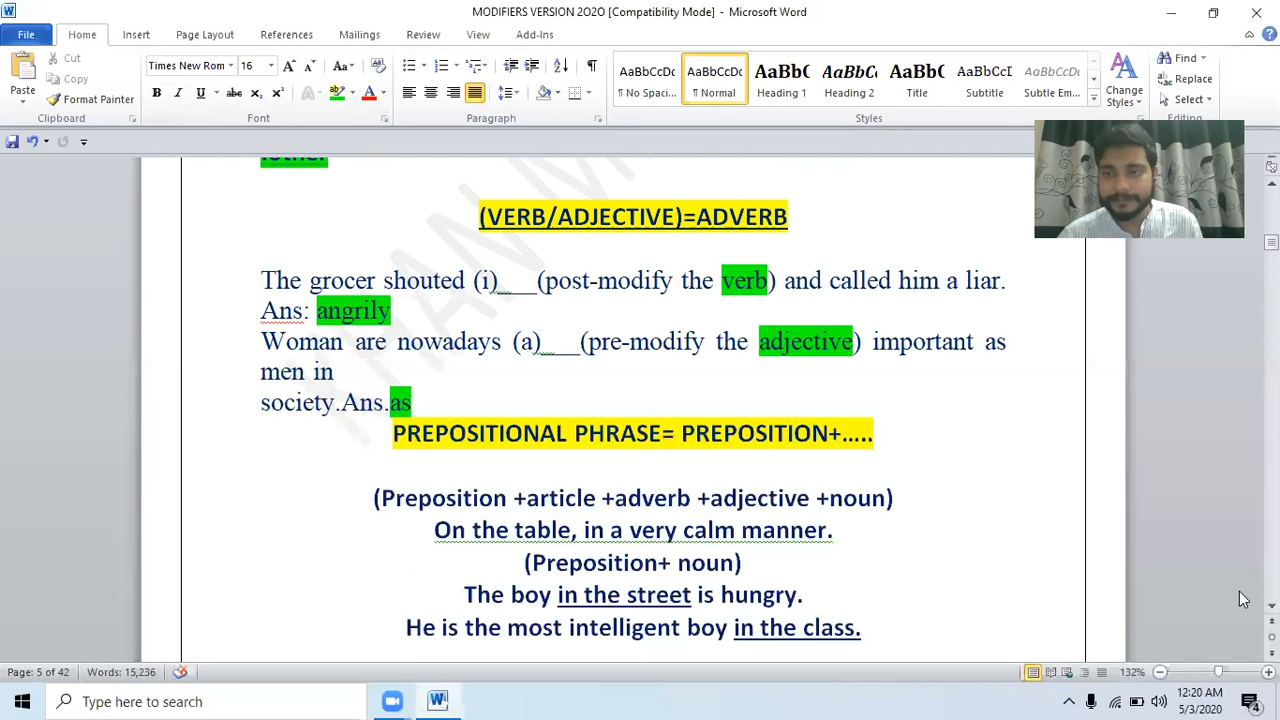 MODIFIERS VERSION 2020 [Compatibility Mode] - Microsoft Word
File Home Insert Page Layout References Mailings Review View Add-Ins
Paste
Cut
Copy
Format Painter
Clipboard
Times New Rom 16
Font
Paragraph
AaBbCcDc AaBbCcDc AaBbC AaBbCc AaBbC AaBbCcD AaBbCcDc
¶ No Spaci... ¶ Normal Heading 1 Heading 2 Title Subtitle Subtle Em...
Styles
Change Styles
Find
Replace
Select
Editing
(VERB/ADJECTIVE)=ADVERB
The grocer shouted (i)___(post-modify the verb) and called him a liar.
Ans: angrily
Woman are nowadays (a)___(pre-modify the adjective) important as
men in
society.Ans.as
PREPOSITIONAL PHRASE= PREPOSITION+…..
(Preposition +article +adverb +adjective +noun)
On the table, in a very calm manner.
(Preposition+ noun)
The boy in the street is hungry.
He is the most intelligent boy in the class.
Page: 5 of 42 Words: 15,236 132%
Type here to search
12:20 AM
5/3/2020
4